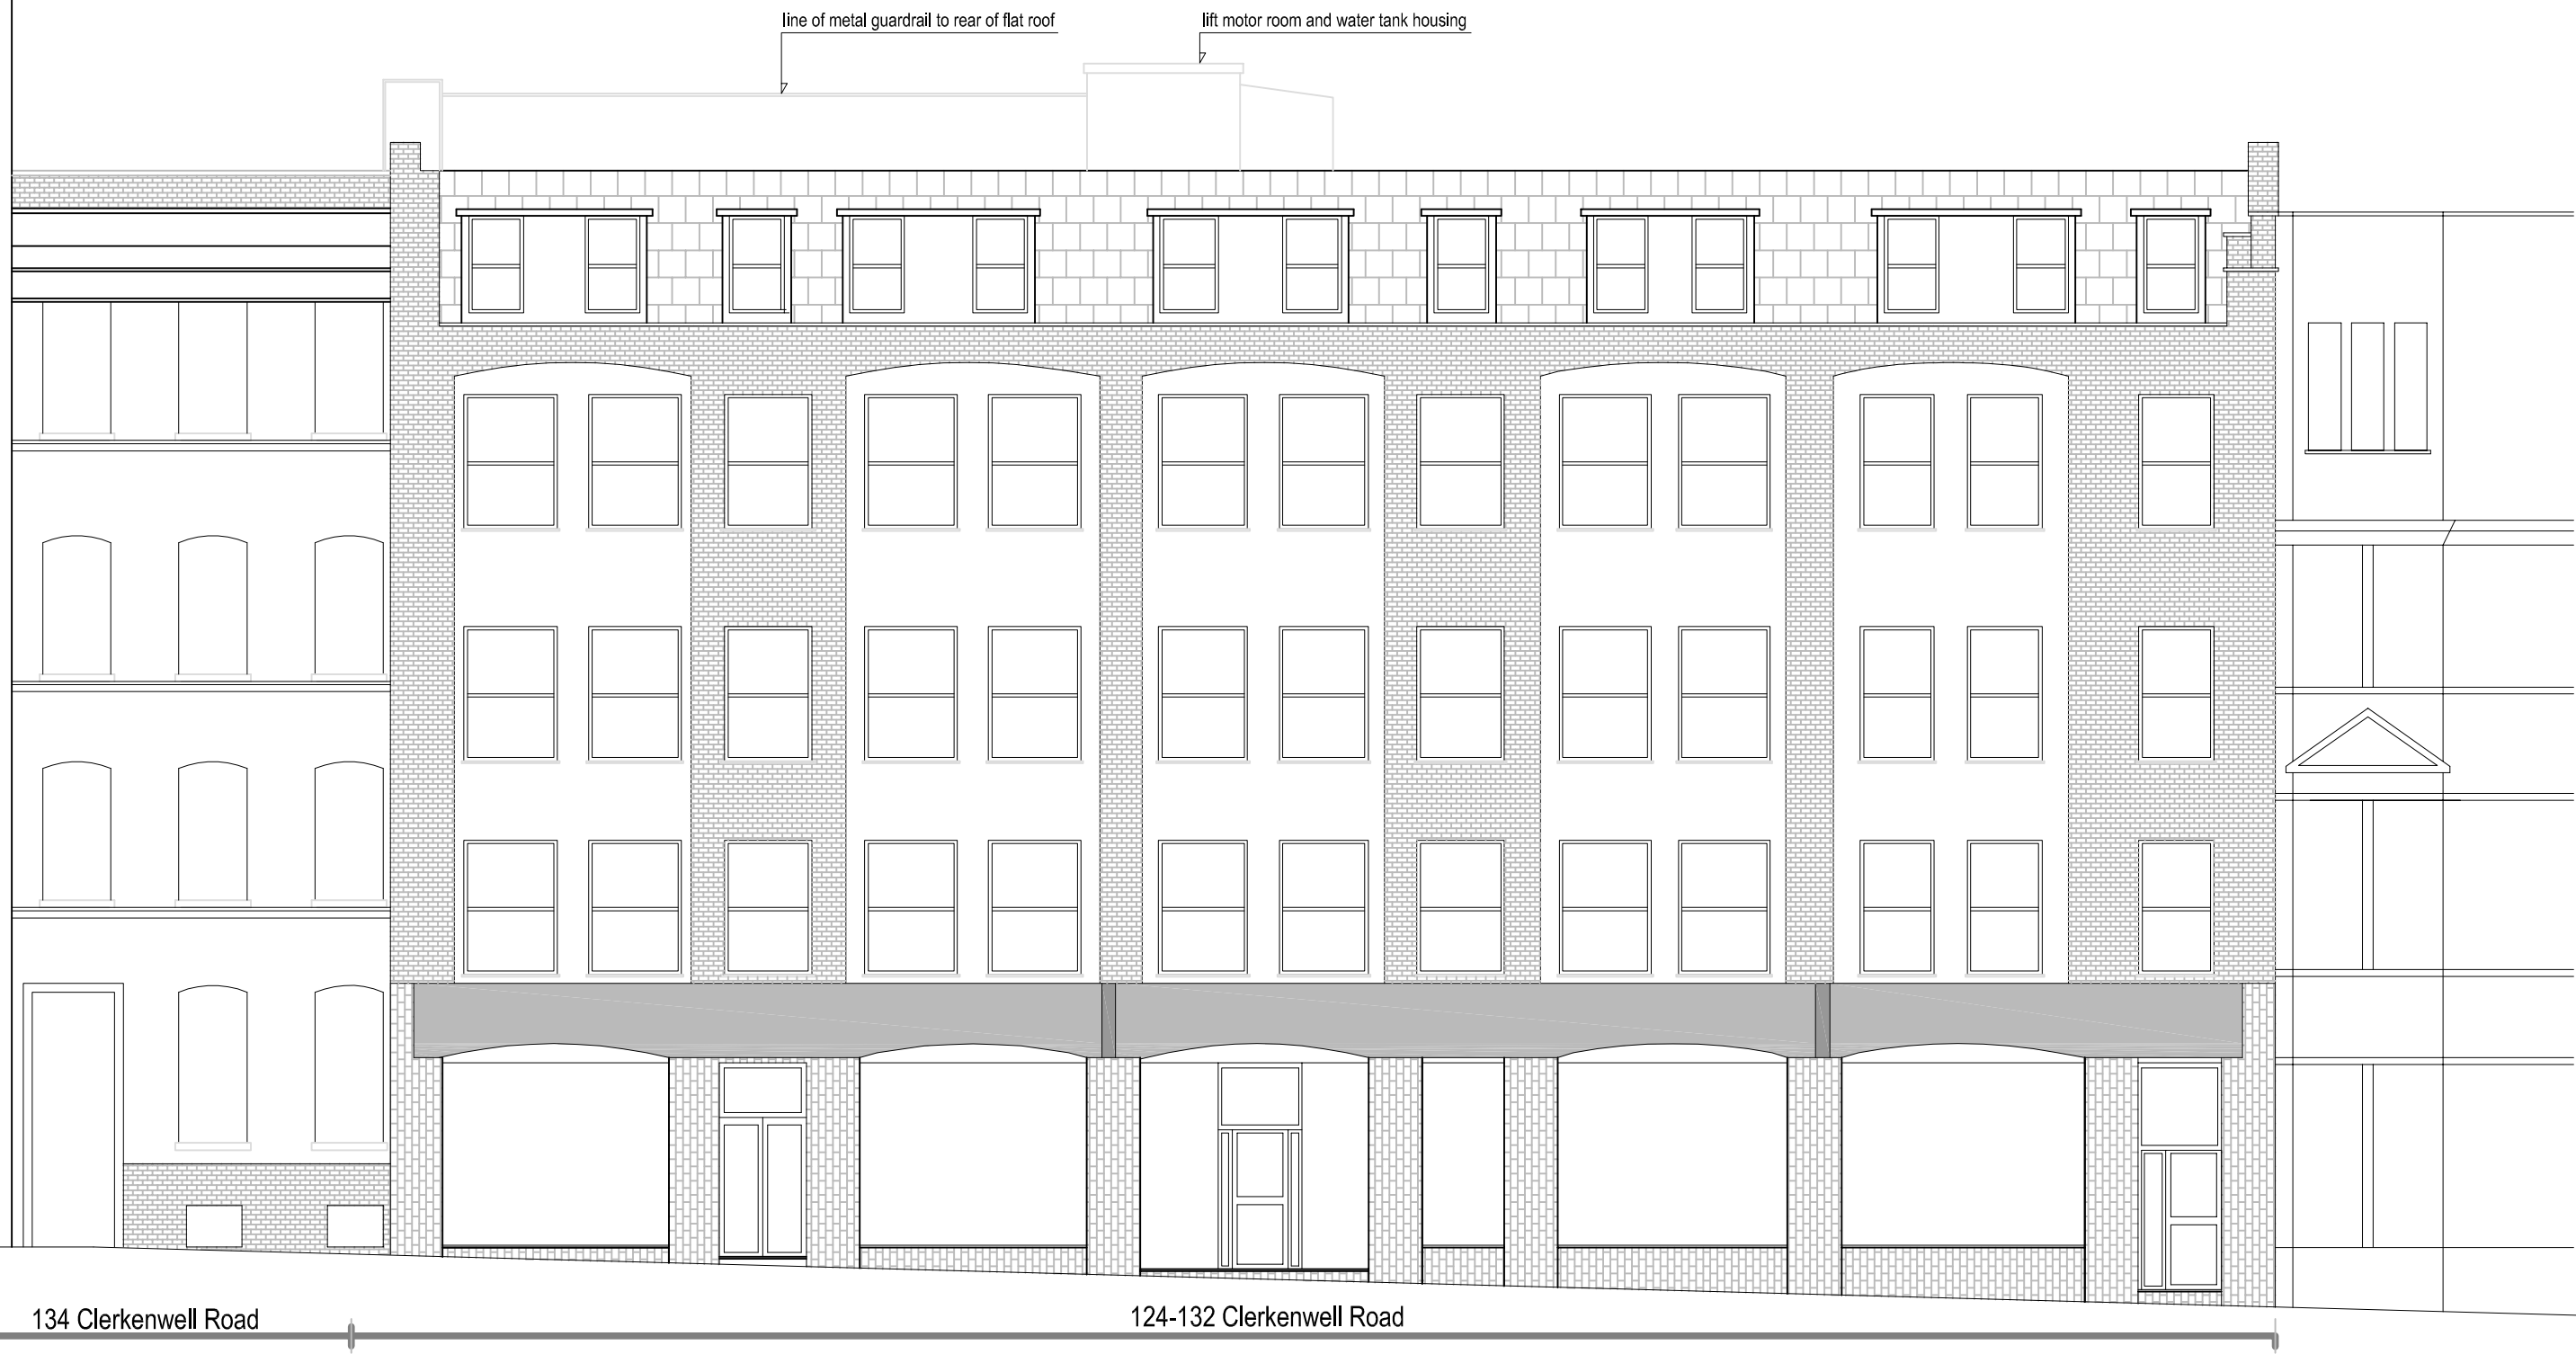 line of metal guardrail to rear of flat roof
lift motor room and water tank housing
134 Clerkenwell Road
124-132 Clerkenwell Road